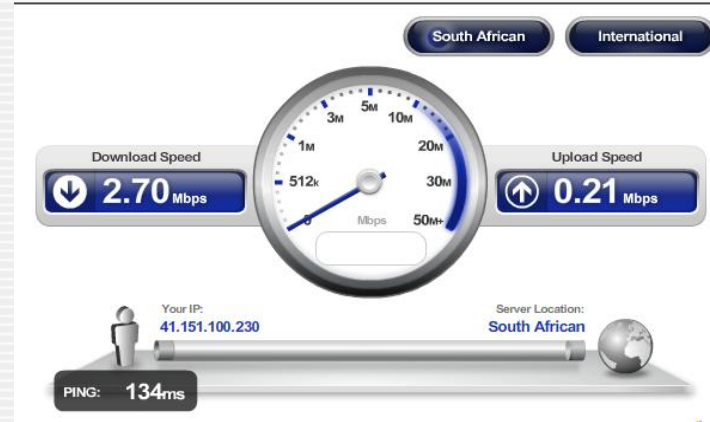 South African
International
5M
3M
10M
1M
20M
512k
30M
0
50M+
Mbps
Download Speed
2.70 Mbps
Upload Speed
0.21 Mbps
Your IP:
41.151.100.230
Server Location:
South African
PING: 134ms